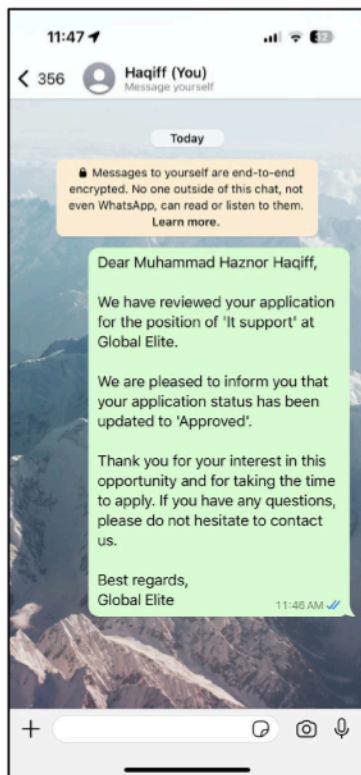 11:47
32
356
Haqiff (You)
Message yourself
Today
Messages to yourself are end-to-end
encrypted. No one outside of this chat, not
even WhatsApp, can read or listen to them.
Learn more.
Dear Muhammad Haznor Haqiff,
We have reviewed your application
for the position of 'It support' at
Global Elite.
We are pleased to inform you that
your application status has been
updated to 'Approved'.
Thank you for your interest in this
opportunity and for taking the time
to apply. If you have any questions,
please do not hesitate to contact
us.
Best regards,
Global Elite
11:46 AM